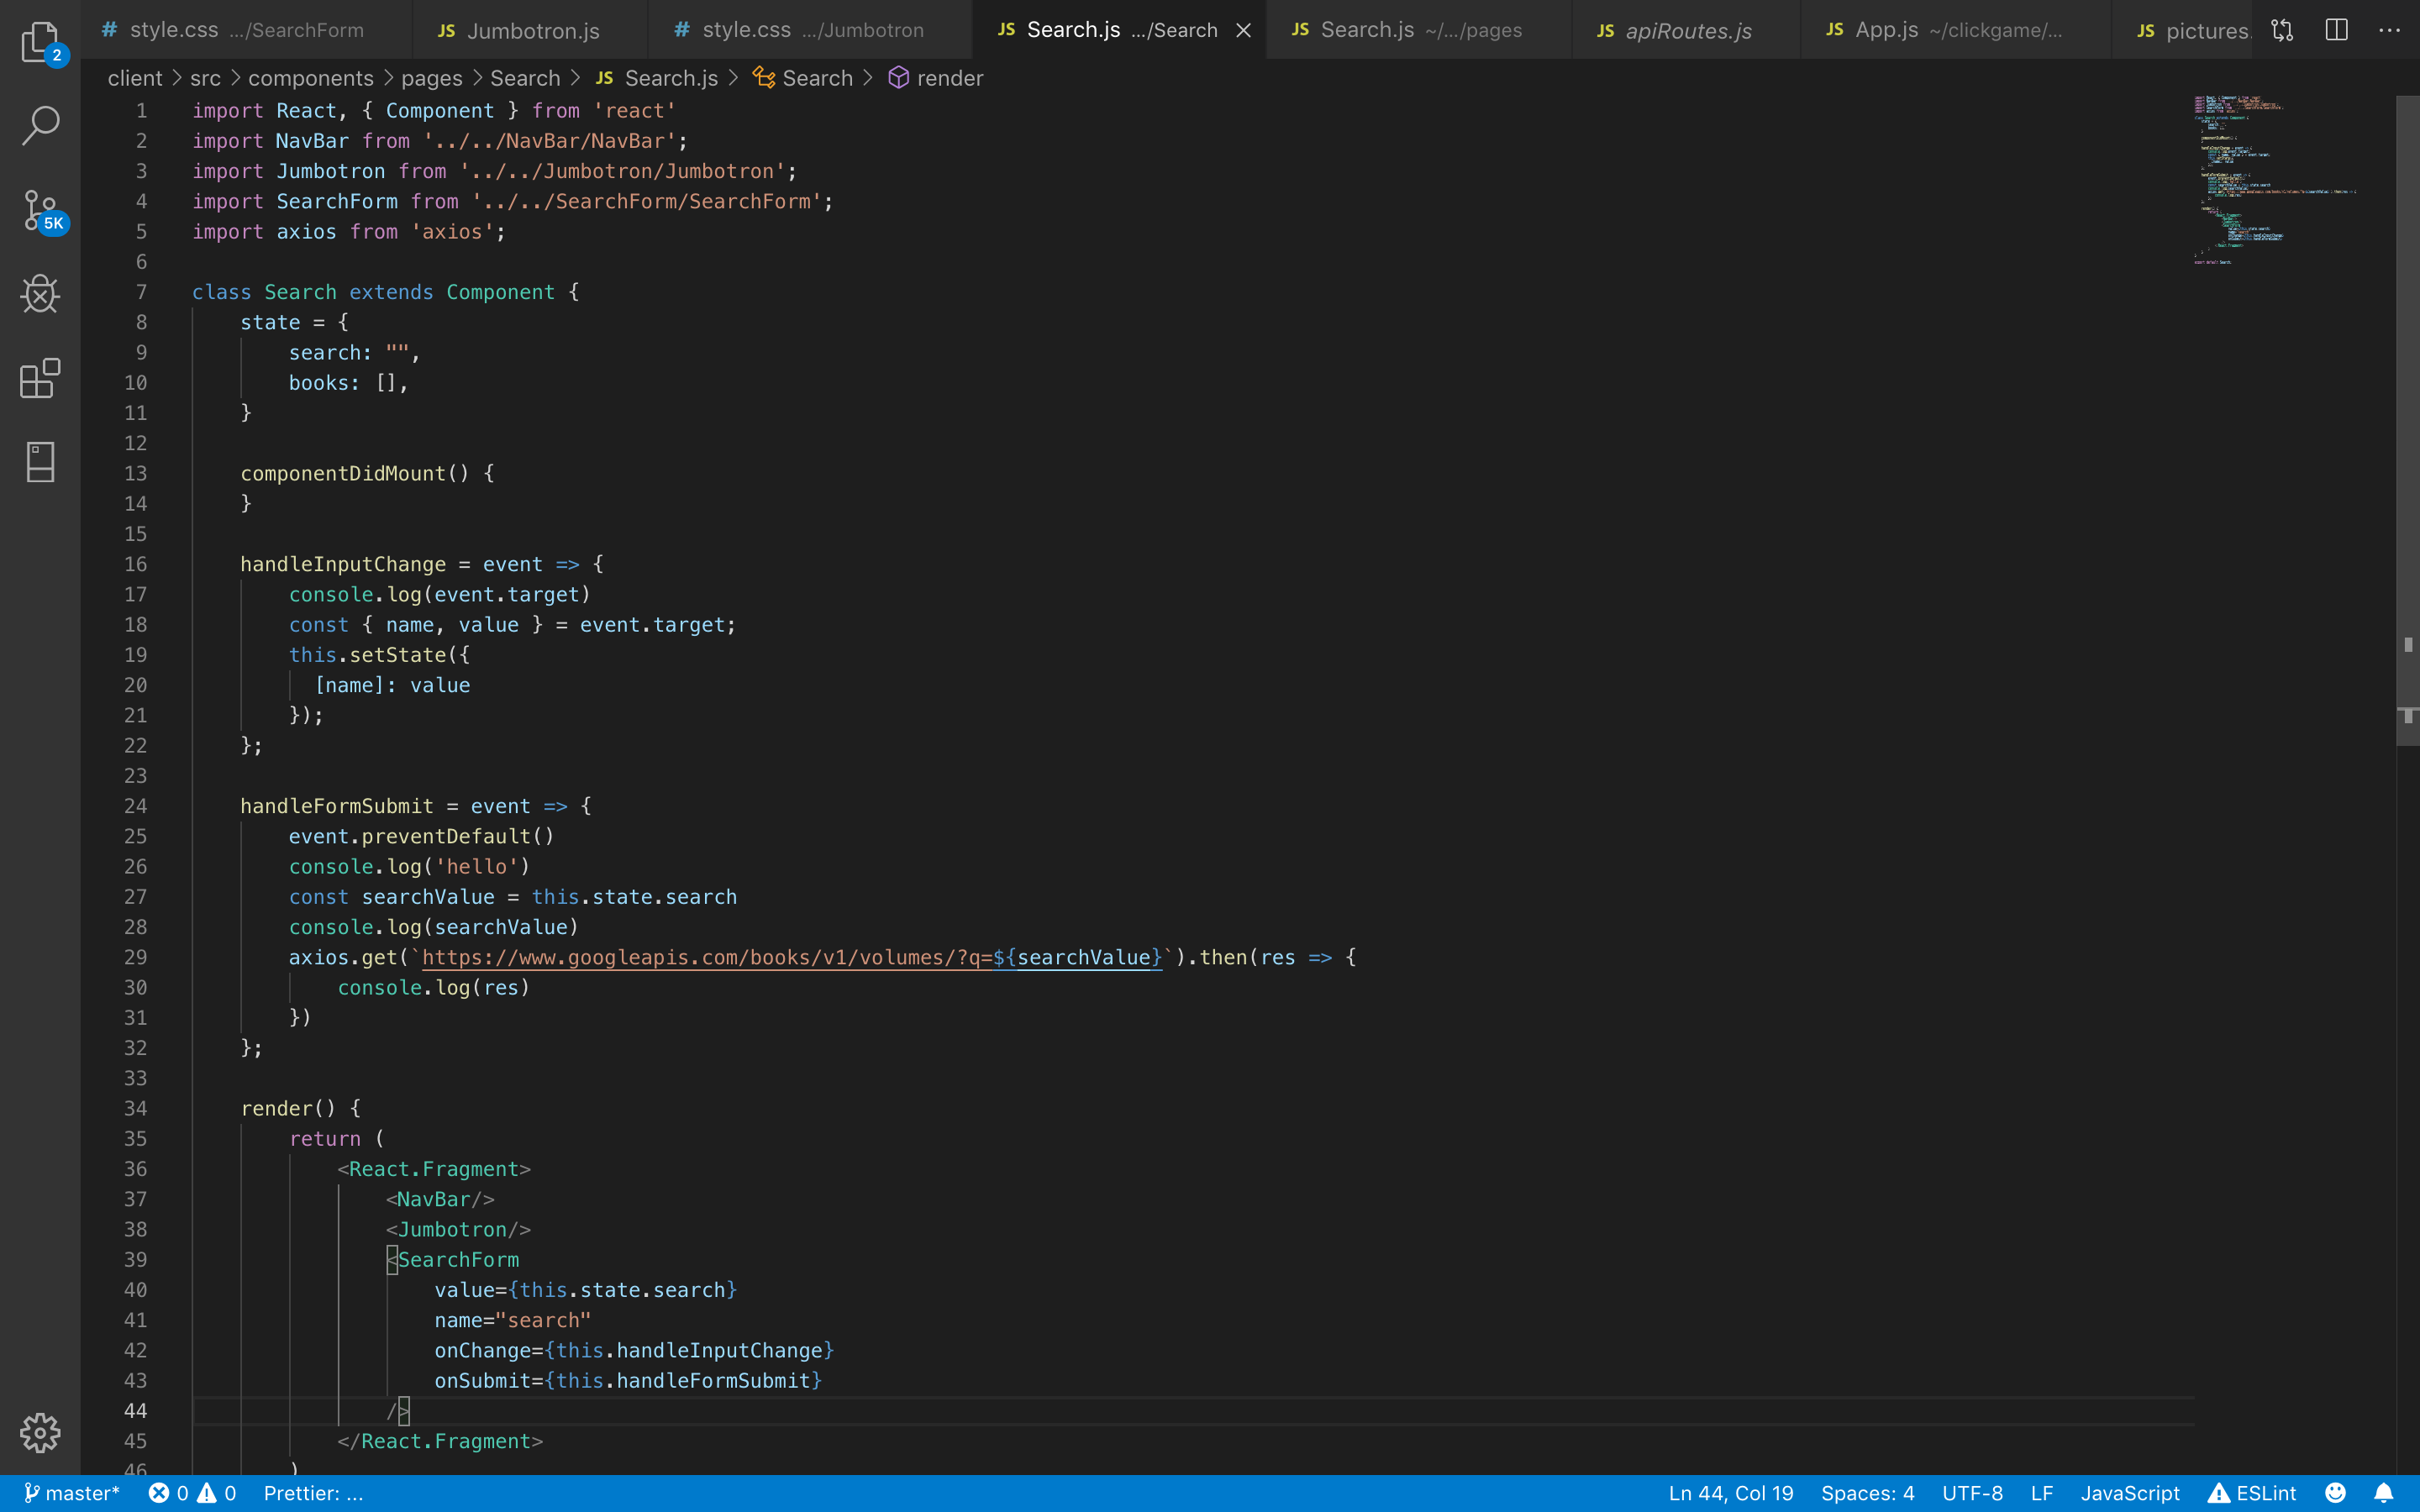 2
5K
# style.css .../SearchForm
JS Jumbotron.js
# style.css .../Jumbotron
JS Search.js .../Search
JS Search.js ~/.../pages
JS apiRoutes.js
JS App.js ~/clickgame/...
JS pictures.
client > src > components > pages > Search > JS Search.js > Search > render
1 import React, { Component } from 'react'
2 import NavBar from '../../NavBar/NavBar';
3 import Jumbotron from '../../Jumbotron/Jumbotron';
4 import SearchForm from '../../SearchForm/SearchForm';
5 import axios from 'axios';
6
7 class Search extends Component {
8     state = {
9         search: "",
10         books: [],
11     }
12
13     componentDidMount() {
14     }
15
16     handleInputChange = event => {
17         console.log(event.target)
18         const { name, value } = event.target;
19         this.setState({
20           [name]: value
21         });
22     };
23
24     handleFormSubmit = event => {
25         event.preventDefault()
26         console.log('hello')
27         const searchValue = this.state.search
28         console.log(searchValue)
29         axios.get(`https://www.googleapis.com/books/v1/volumes/?q=${searchValue}`).then(res => {
30             console.log(res)
31         })
32     };
33
34     render() {
35         return (
36             <React.Fragment>
37                 <NavBar/>
38                 <Jumbotron/>
39                 <SearchForm
40                     value={this.state.search}
41                     name="search"
42                     onChange={this.handleInputChange}
43                     onSubmit={this.handleFormSubmit}
44                 />
45             </React.Fragment>
46         )
master* 0 0 Prettier: ... Ln 44, Col 19 Spaces: 4 UTF-8 LF JavaScript ESLint